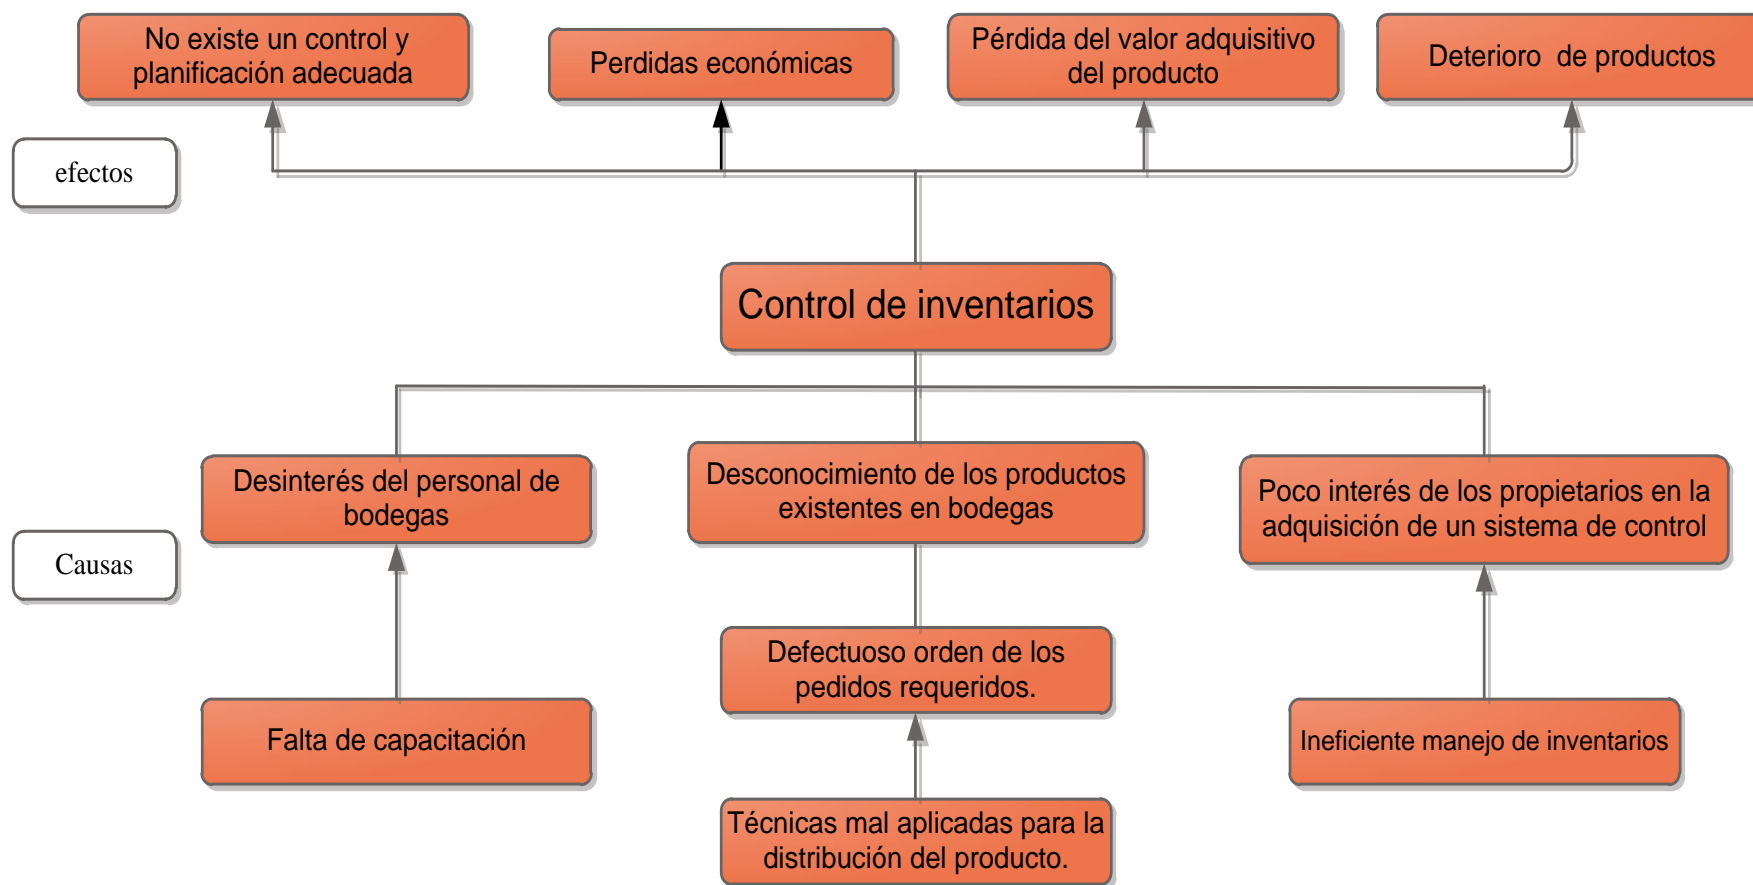 No existe un control y
planificación adecuada
Perdidas económicas
Pérdida del valor adquisitivo
del producto
Deterioro  de productos
efectos
Control de inventarios
Desinterés del personal de
bodegas
Desconocimiento de los productos
existentes en bodegas
Poco interés de los propietarios en la
adquisición de un sistema de control
Causas
Defectuoso orden de los
pedidos requeridos.
Falta de capacitación
Ineficiente manejo de inventarios
Técnicas mal aplicadas para la
distribución del producto.